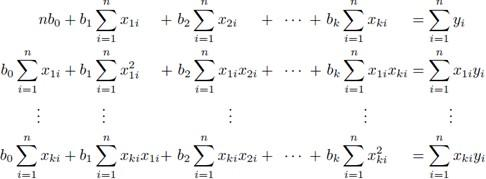 $nb_0 + b_1 \sum_{i=1}^{n} x_{1i} + b_2 \sum_{i=1}^{n} x_{2i} + \cdots + b_k \sum_{i=1}^{n} x_{ki} = \sum_{i=1}^{n} y_i$
$b_0 \sum_{i=1}^{n} x_{1i} + b_1 \sum_{i=1}^{n} x_{1i}^2 + b_2 \sum_{i=1}^{n} x_{1i} x_{2i} + \cdots + b_k \sum_{i=1}^{n} x_{1i} x_{ki} = \sum_{i=1}^{n} x_{1i} y_i$
$\vdots \quad \vdots \quad \vdots \quad \vdots \quad \vdots$
$b_0 \sum_{i=1}^{n} x_{ki} + b_1 \sum_{i=1}^{n} x_{ki} x_{1i} + b_2 \sum_{i=1}^{n} x_{ki} x_{2i} + \cdots + b_k \sum_{i=1}^{n} x_{ki}^2 = \sum_{i=1}^{n} x_{ki} y_i$